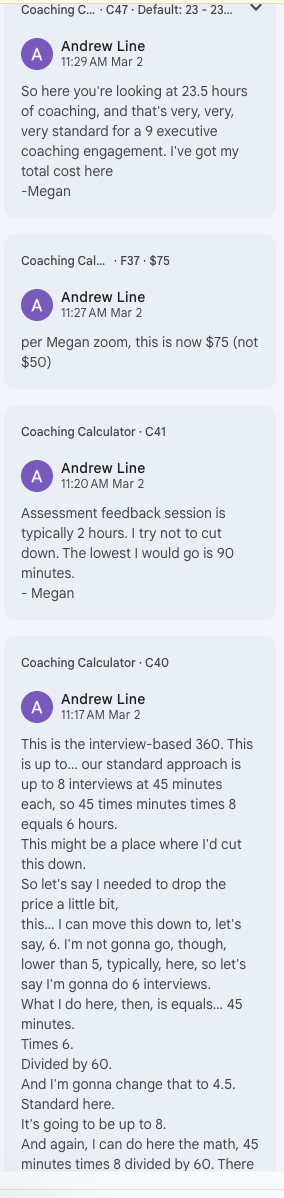 Coaching C... · C47 · Default: 23 - 23...
A
Andrew Line
11:29 AM Mar 2
So here you're looking at 23.5 hours
of coaching, and that's very, very,
very standard for a 9 executive
coaching engagement. I've got my
total cost here
-Megan
Coaching Cal... · F37 · $75
A
Andrew Line
11:27 AM Mar 2
per Megan zoom, this is now $75 (not
$50)
Coaching Calculator · C41
A
Andrew Line
11:20 AM Mar 2
Assessment feedback session is
typically 2 hours. I try not to cut
down. The lowest I would go is 90
minutes.
- Megan
Coaching Calculator · C40
A
Andrew Line
11:17 AM Mar 2
This is the interview-based 360. This
is up to... our standard approach is
up to 8 interviews at 45 minutes
each, so 45 times minutes times 8
equals 6 hours.
This might be a place where I'd cut
this down.
So let's say I needed to drop the
price a little bit,
this... I can move this down to, let's
say, 6. I'm not gonna go, though,
lower than 5, typically, here, so let's
say I'm gonna do 6 interviews.
What I do here, then, is equals... 45
minutes.
Times 6.
Divided by 60.
And I'm gonna change that to 4.5.
Standard here.
It's going to be up to 8.
And again, I can do here the math, 45
minutes times 8 divided by 60. There